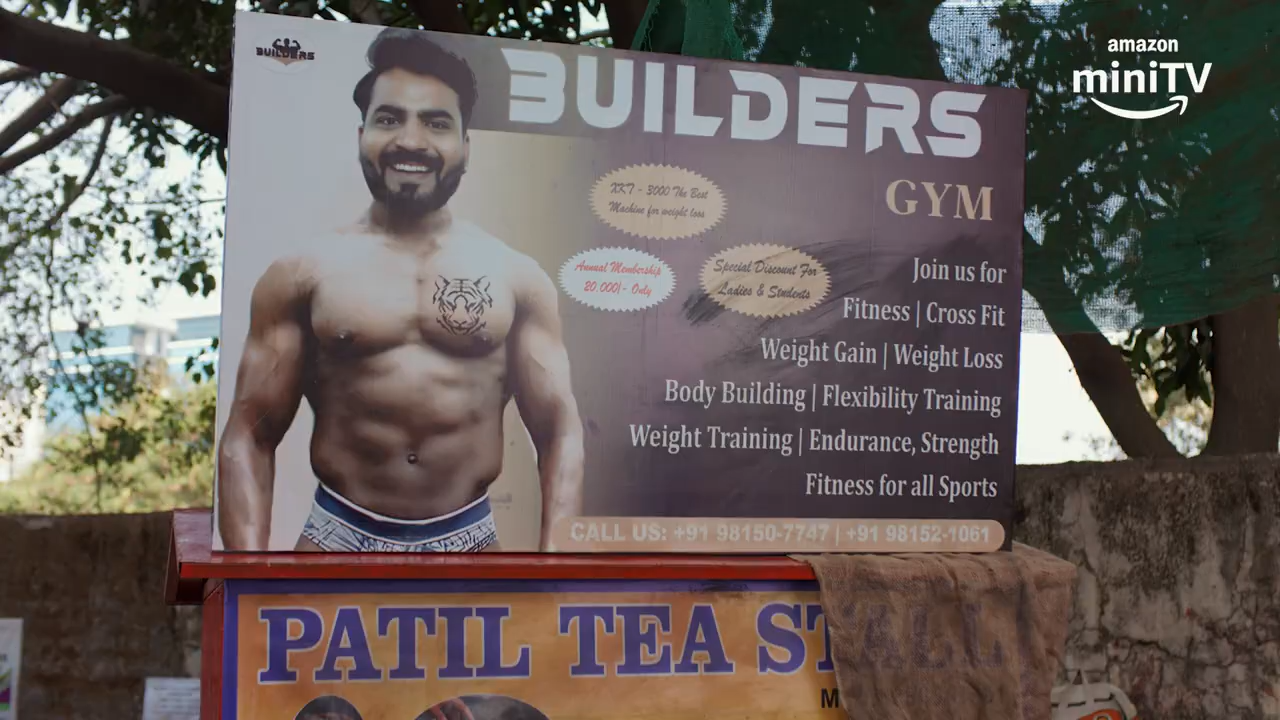 amazon
miniTV
BUILDERS
BUILDERS
GYM
XKT - 3000 The Best
Machine for weight loss
Annual Membership
20,000/- Only
Special Discount For
Ladies & Students
Join us for
Fitness | Cross Fit
Weight Gain | Weight Loss
Body Building | Flexibility Training
Weight Training | Endurance, Strength
Fitness for all Sports
CALL US: +91 98150-7747 | +91 98152-1061
PATIL TEA STALL
M